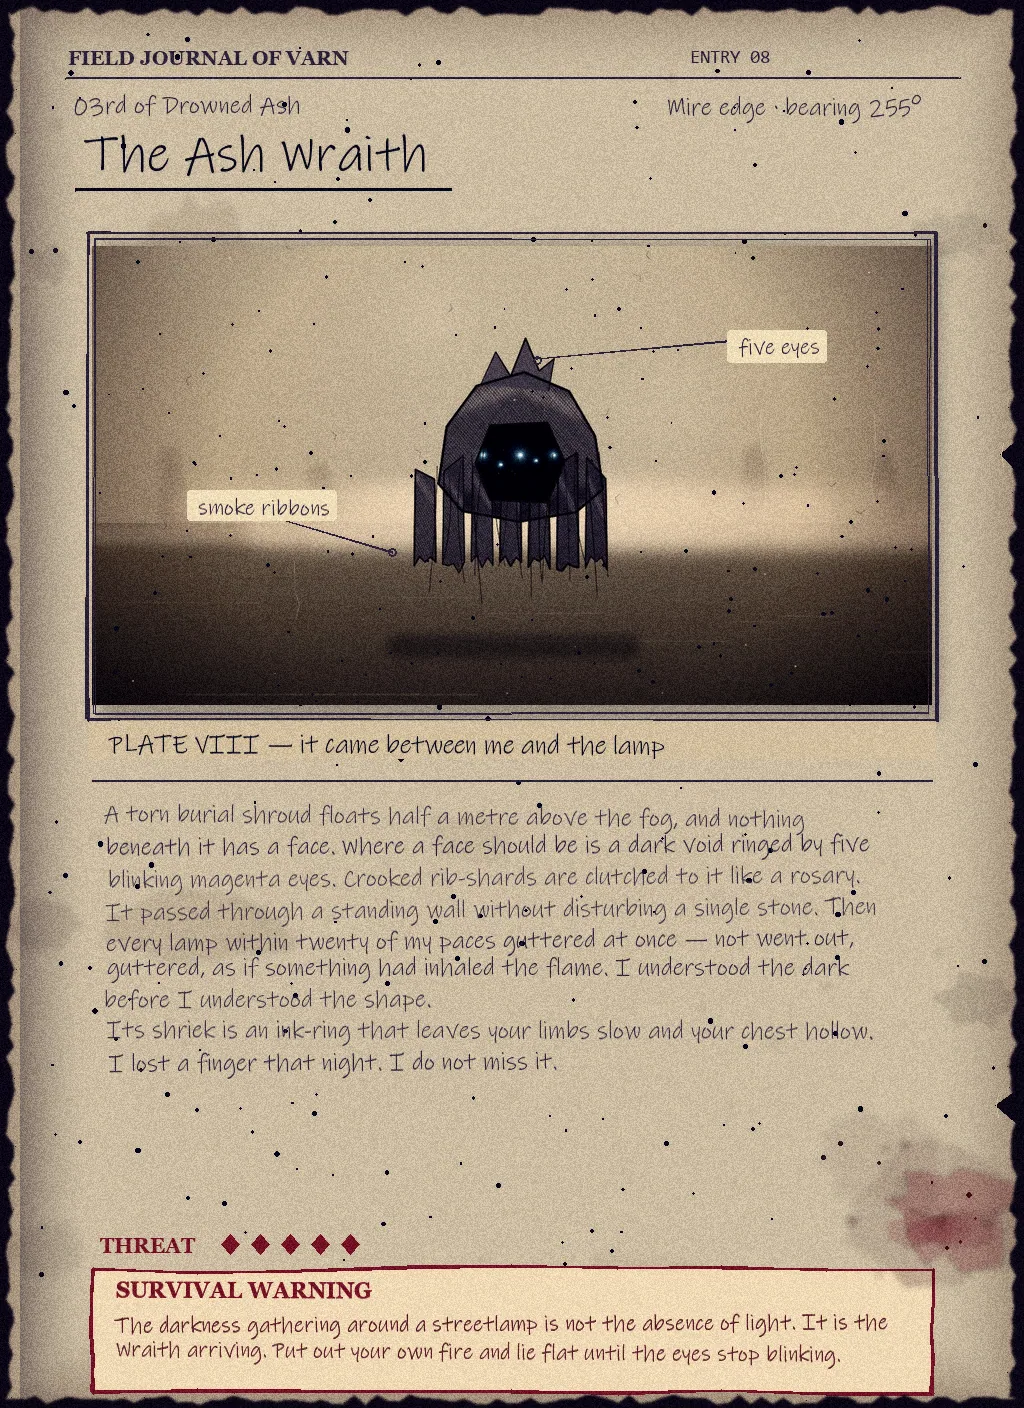 FIELD JOURNAL OF VARN ENTRY 08
03rd of Drowned Ash Mire edge · bearing 255°
The Ash Wraith
five eyes
smoke ribbons
PLATE VIII — it came between me and the lamp
A torn burial shroud floats half a metre above the fog, and nothing
beneath it has a face. Where a face should be is a dark void ringed by five
blinking magenta eyes. Crooked rib-shards are clutched to it like a rosary.
It passed through a standing wall without disturbing a single stone. Then
every lamp within twenty of my paces guttered at once — not went out,
guttered, as if something had inhaled the flame. I understood the dark
before I understood the shape.
Its shriek is an ink-ring that leaves your limbs slow and your chest hollow.
I lost a finger that night. I do not miss it.
THREAT ◆ ◆ ◆ ◆ ◆
SURVIVAL WARNING
The darkness gathering around a streetlamp is not the absence of light. It is the
Wraith arriving. Put out your own fire and lie flat until the eyes stop blinking.